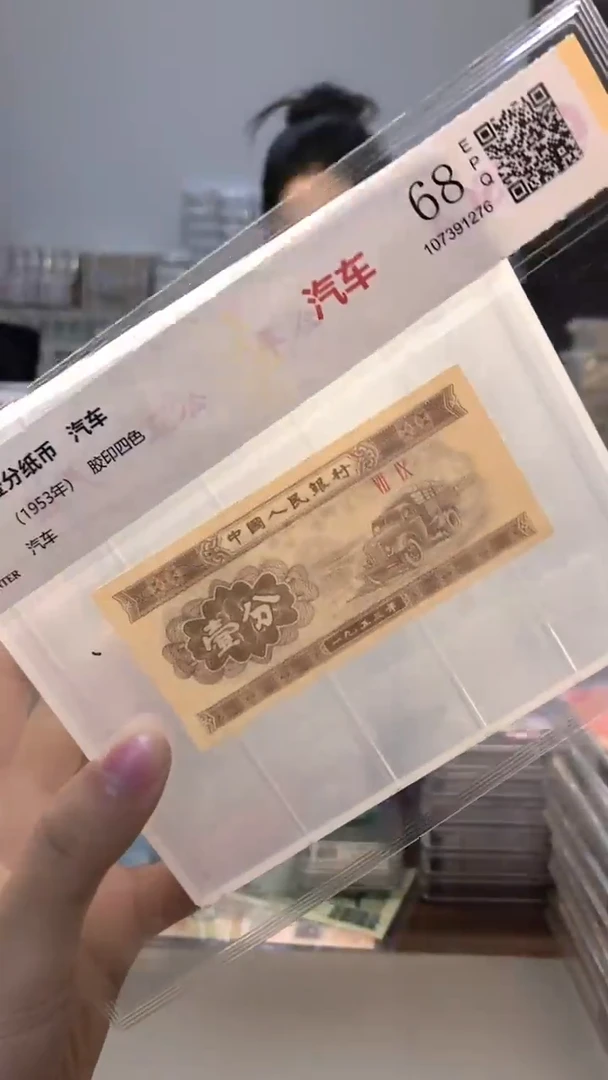 68
EPQ
107391276
汽车
分纸币 汽车
(1953年) 胶印四色
汽车
中國人民銀行
壹分
一九五三年